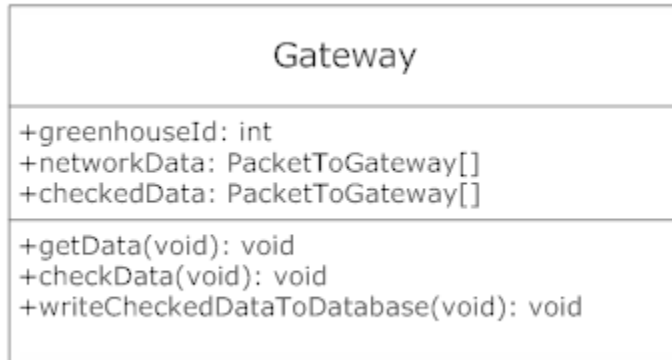 Gateway
+greenhouseId: int
+networkData: PacketToGateway[]
+checkedData: PacketToGateway[]
+getData(void): void
+checkData(void): void
+writeCheckedDataToDatabase(void): void